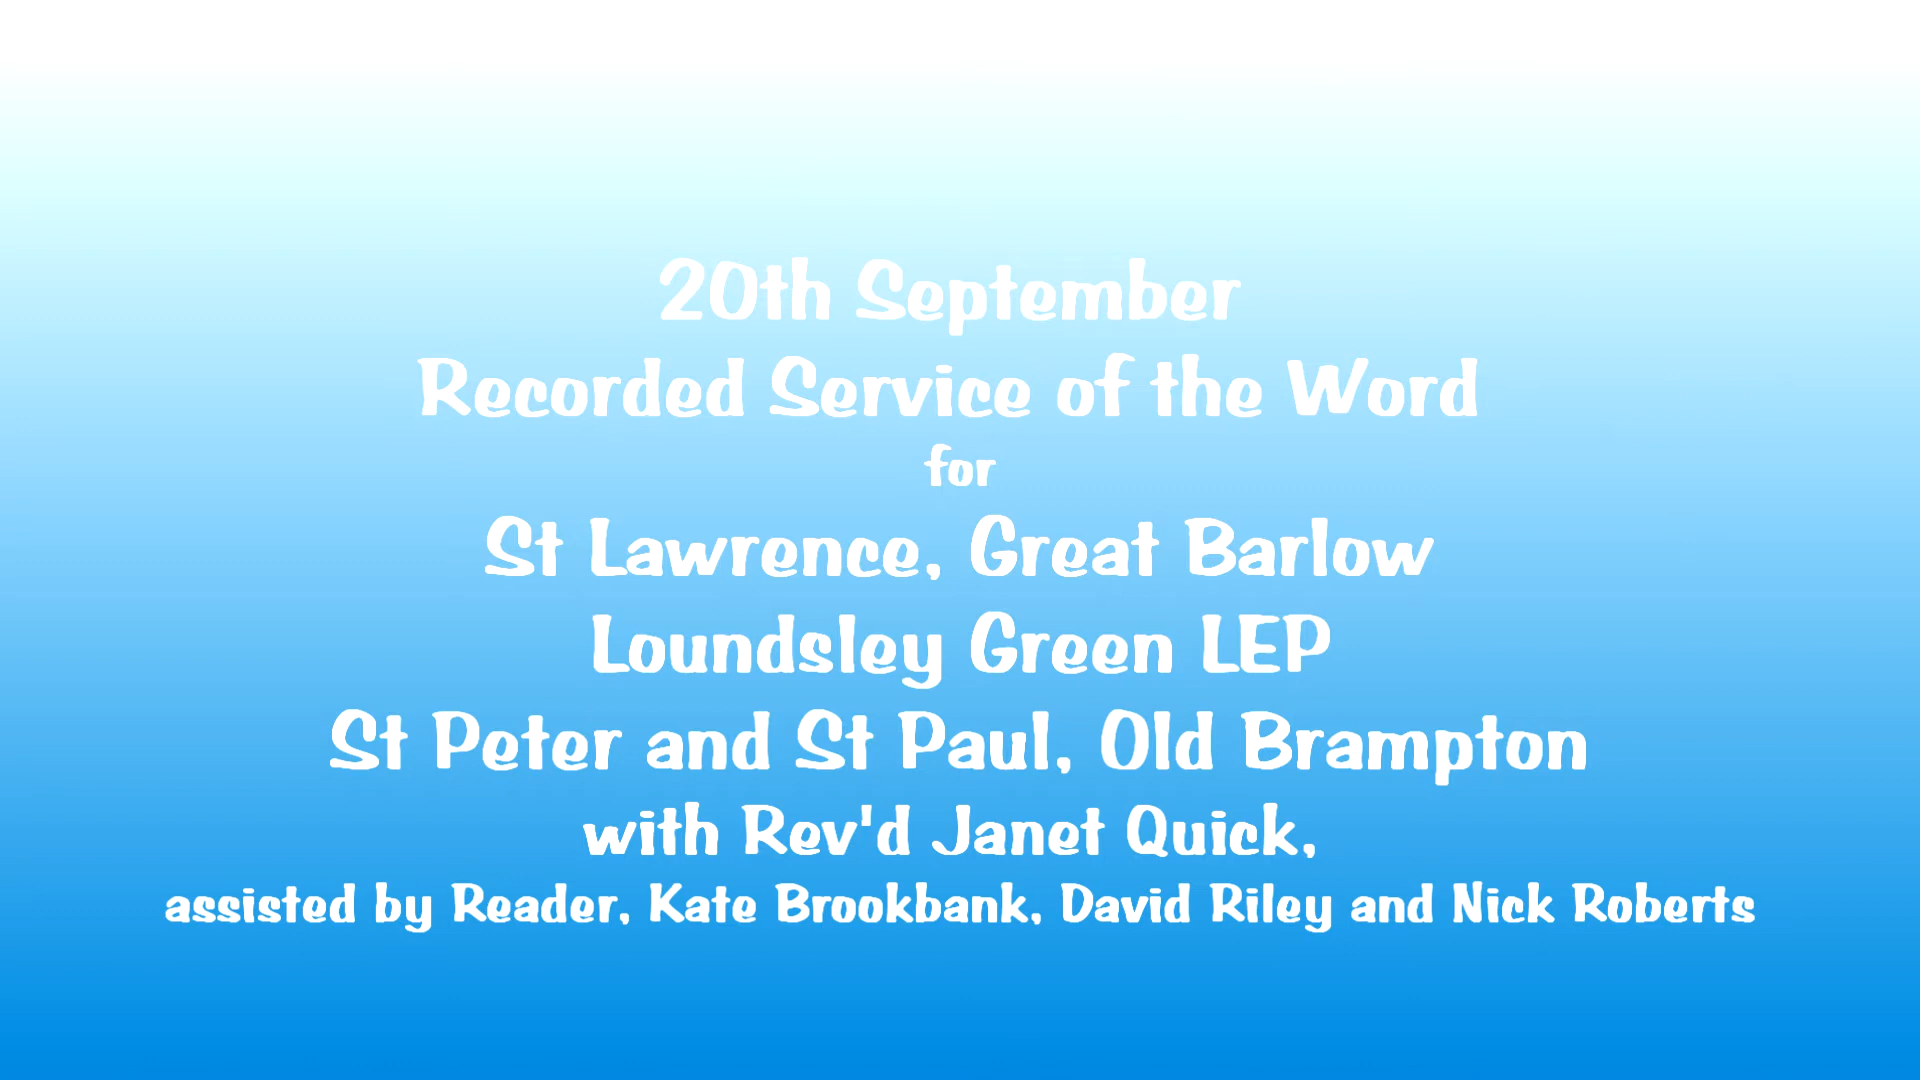 20th September
Recorded Service of the Word
for
St Lawrence, Great Barlow
Loundsley Green LEP
St Peter and St Paul, Old Brampton
with Rev'd Janet Quick,
assisted by Reader, Kate Brookbank, David Riley and Nick Roberts